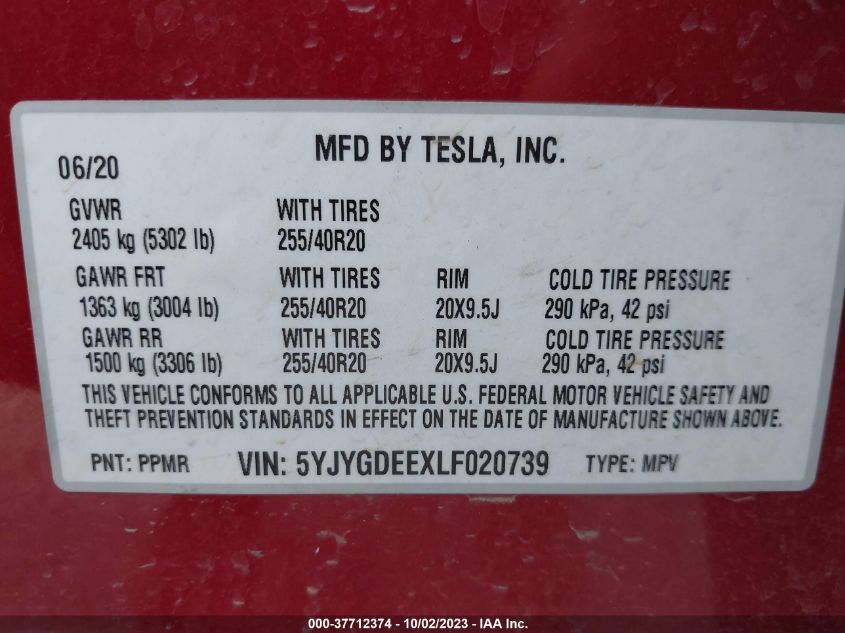 MFD BY TESLA, INC.
06/20
GVWR WITH TIRES
2405 kg (5302 lb) 255/40R20
GAWR FRT WITH TIRES RIM COLD TIRE PRESSURE
1363 kg (3004 lb) 255/40R20 20X9.5J 290 kPa, 42 psi
GAWR RR WITH TIRES RIM COLD TIRE PRESSURE
1500 kg (3306 lb) 255/40R20 20X9.5J 290 kPa, 42 psi
THIS VEHICLE CONFORMS TO ALL APPLICABLE U.S. FEDERAL MOTOR VEHICLE SAFETY AND
THEFT PREVENTION STANDARDS IN EFFECT ON THE DATE OF MANUFACTURE SHOWN ABOVE.
PNT: PPMR VIN: 5YJYGDEEXLF020739 TYPE: MPV
000-37712374 - 10/02/2023 - IAA Inc.